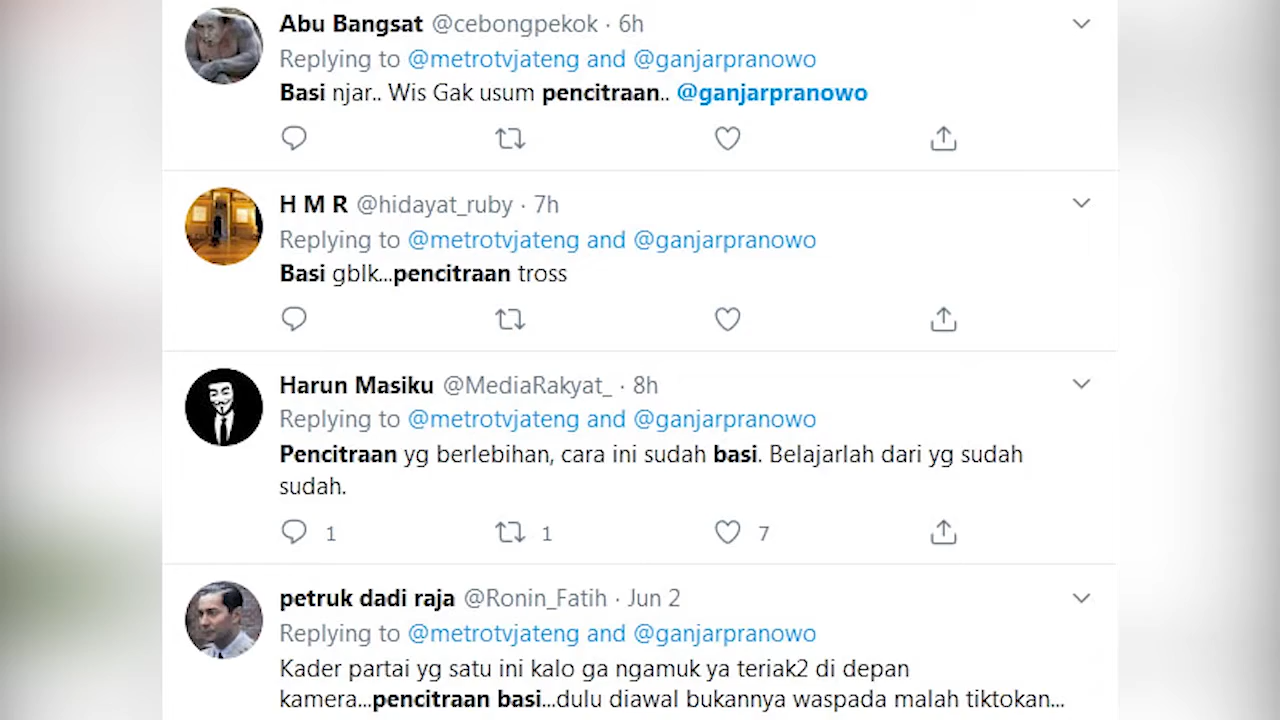 Abu Bangsat @cebongpekok · 6h
Replying to @metrotvjateng and @ganjarpranowo
Basi njar.. Wis Gak usum pencitraan.. @ganjarpranowo
H M R @hidayat_ruby · 7h
Replying to @metrotvjateng and @ganjarpranowo
Basi gblk...pencitraan tross
Harun Masiku @MediaRakyat_ · 8h
Replying to @metrotvjateng and @ganjarpranowo
Pencitraan yg berlebihan, cara ini sudah basi. Belajarlah dari yg sudah
sudah.
1 1 7
petruk dadi raja @Ronin_Fatih · Jun 2
Replying to @metrotvjateng and @ganjarpranowo
Kader partai yg satu ini kalo ga ngamuk ya teriak2 di depan
kamera...pencitraan basi...dulu diawal bukannya waspada malah tiktokan...